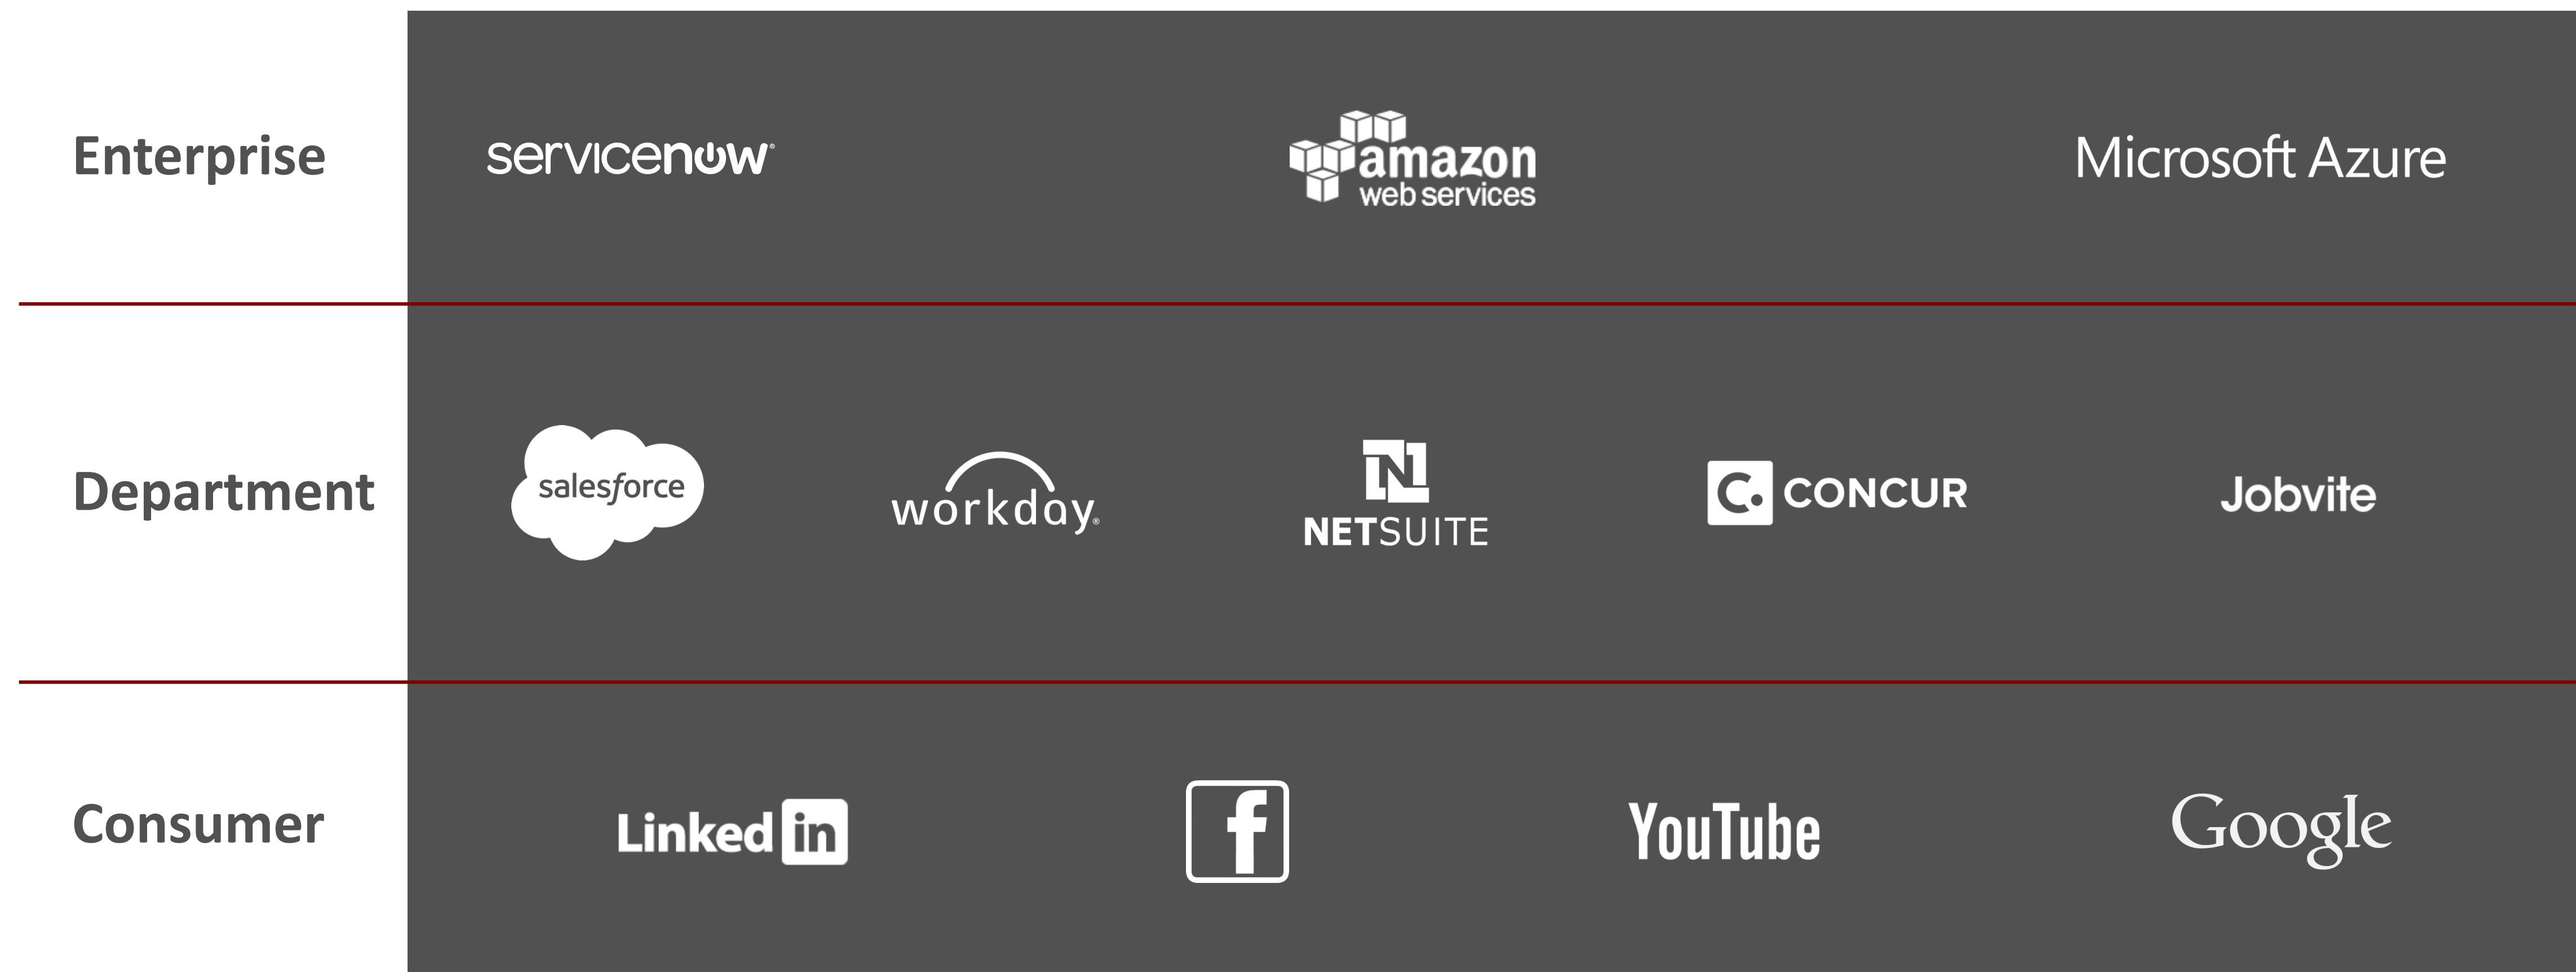 Enterprise
servicenow®
amazon
web services
Microsoft Azure
Department
salesforce
workday®
N
NETSUITE
C. CONCUR
Jobvite
Consumer
Linked in
f
YouTube
Google